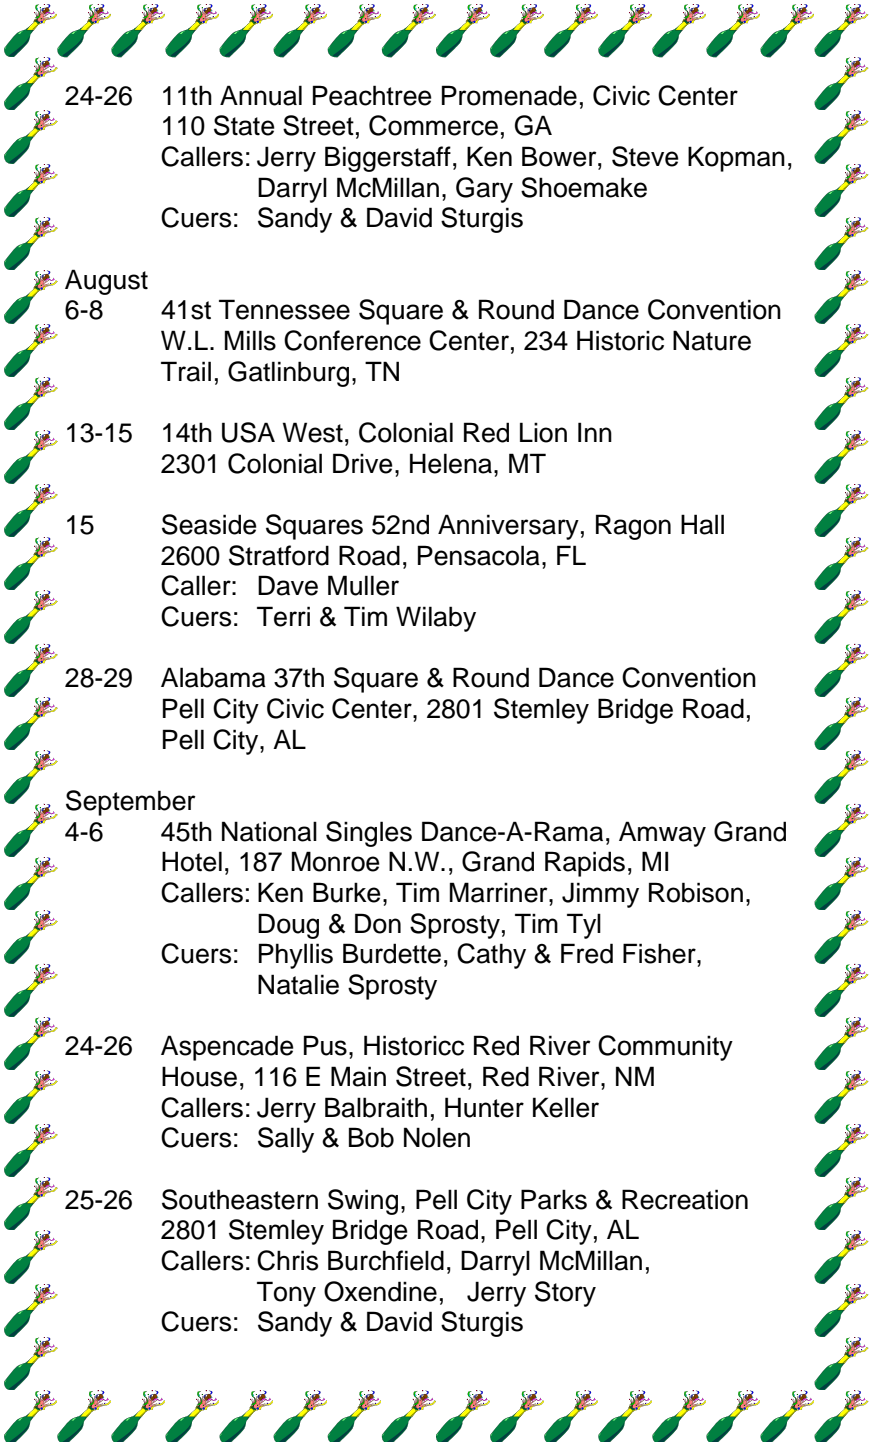 24-26 11th Annual Peachtree Promenade, Civic Center
110 State Street, Commerce, GA
Callers: Jerry Biggerstaff, Ken Bower, Steve Kopman,
Darryl McMillan, Gary Shoemake
Cuers: Sandy & David Sturgis
August
6-8 41st Tennessee Square & Round Dance Convention
W.L. Mills Conference Center, 234 Historic Nature
Trail, Gatlinburg, TN
13-15 14th USA West, Colonial Red Lion Inn
2301 Colonial Drive, Helena, MT
15 Seaside Squares 52nd Anniversary, Ragon Hall
2600 Stratford Road, Pensacola, FL
Caller: Dave Muller
Cuers: Terri & Tim Wilaby
28-29 Alabama 37th Square & Round Dance Convention
Pell City Civic Center, 2801 Stemley Bridge Road,
Pell City, AL
September
4-6 45th National Singles Dance-A-Rama, Amway Grand
Hotel, 187 Monroe N.W., Grand Rapids, MI
Callers: Ken Burke, Tim Marriner, Jimmy Robison,
Doug & Don Sprosty, Tim Tyl
Cuers: Phyllis Burdette, Cathy & Fred Fisher,
Natalie Sprosty
24-26 Aspencade Pus, Historicc Red River Community
House, 116 E Main Street, Red River, NM
Callers: Jerry Balbraith, Hunter Keller
Cuers: Sally & Bob Nolen
25-26 Southeastern Swing, Pell City Parks & Recreation
2801 Stemley Bridge Road, Pell City, AL
Callers: Chris Burchfield, Darryl McMillan,
Tony Oxendine, Jerry Story
Cuers: Sandy & David Sturgis